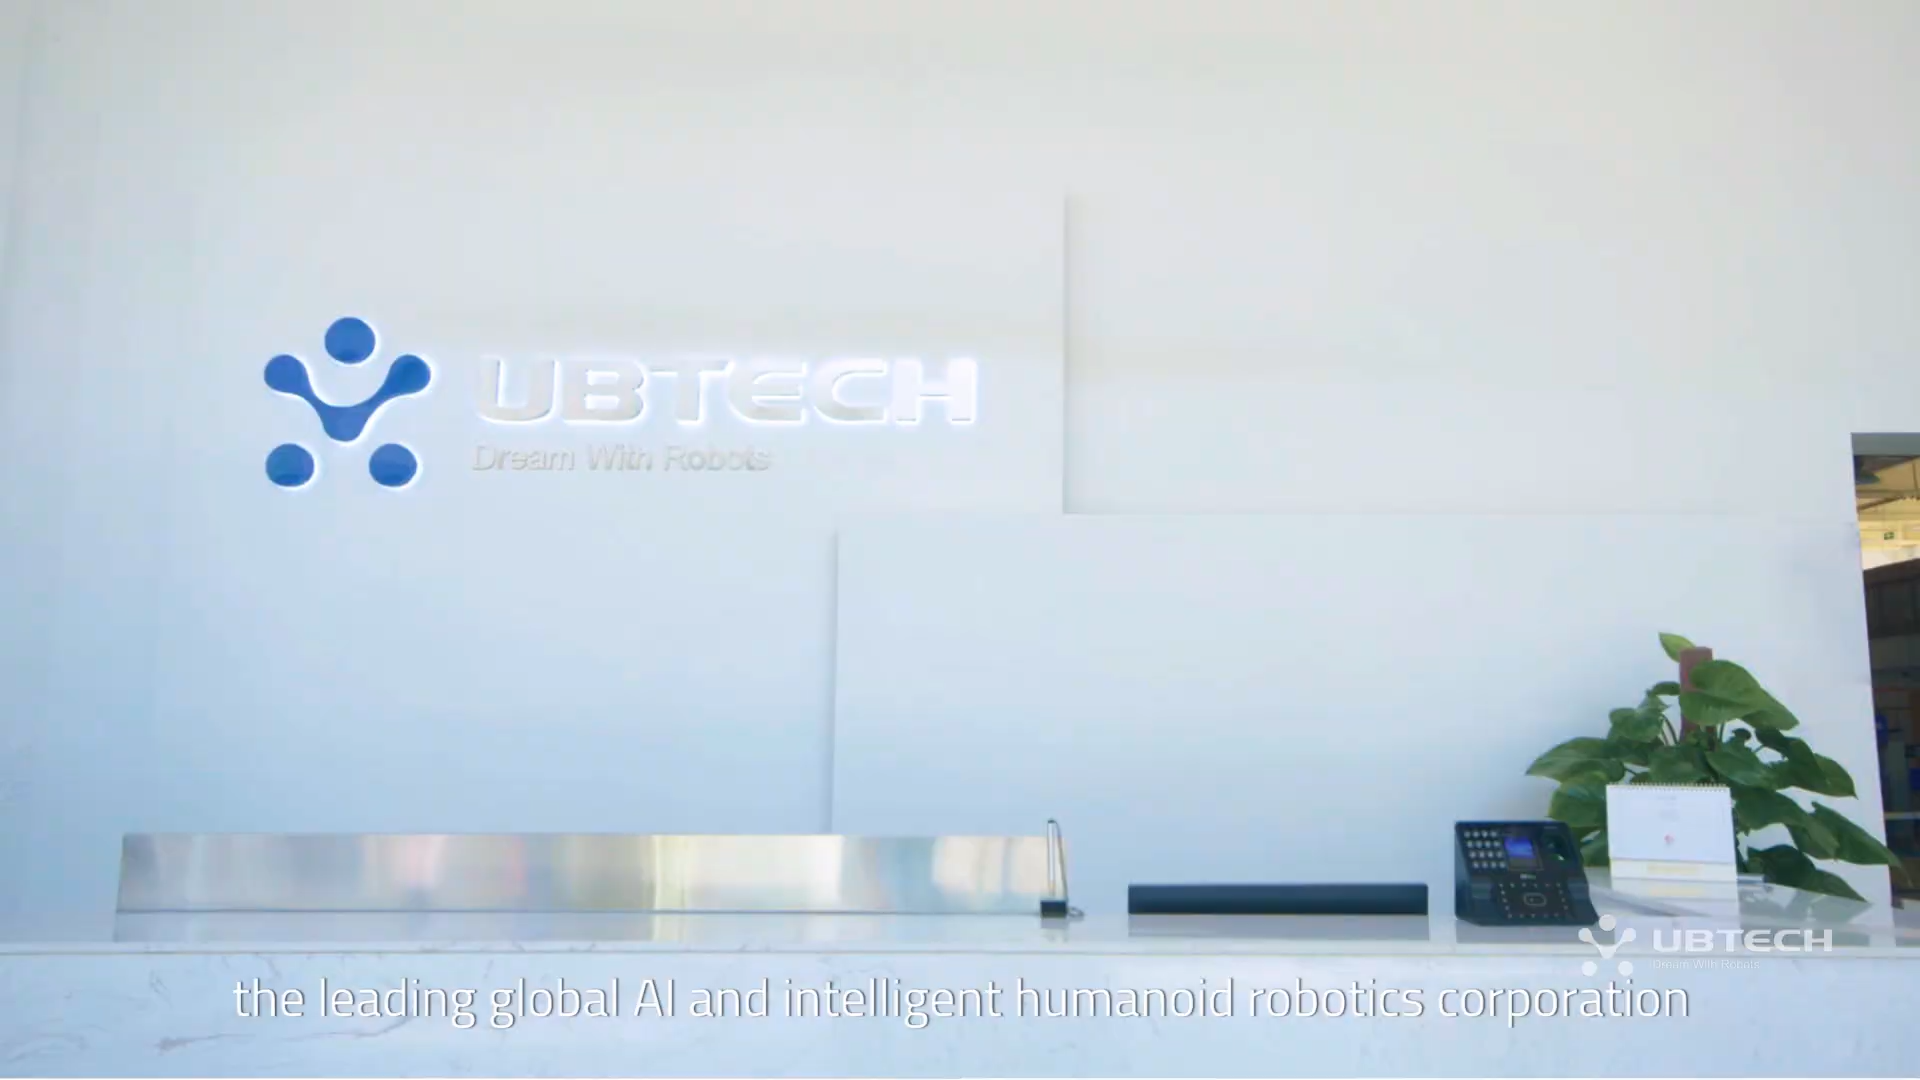 UBTECH
Dream With Robots
UBTECH
Dream With Robots
the leading global AI and intelligent humanoid robotics corporation